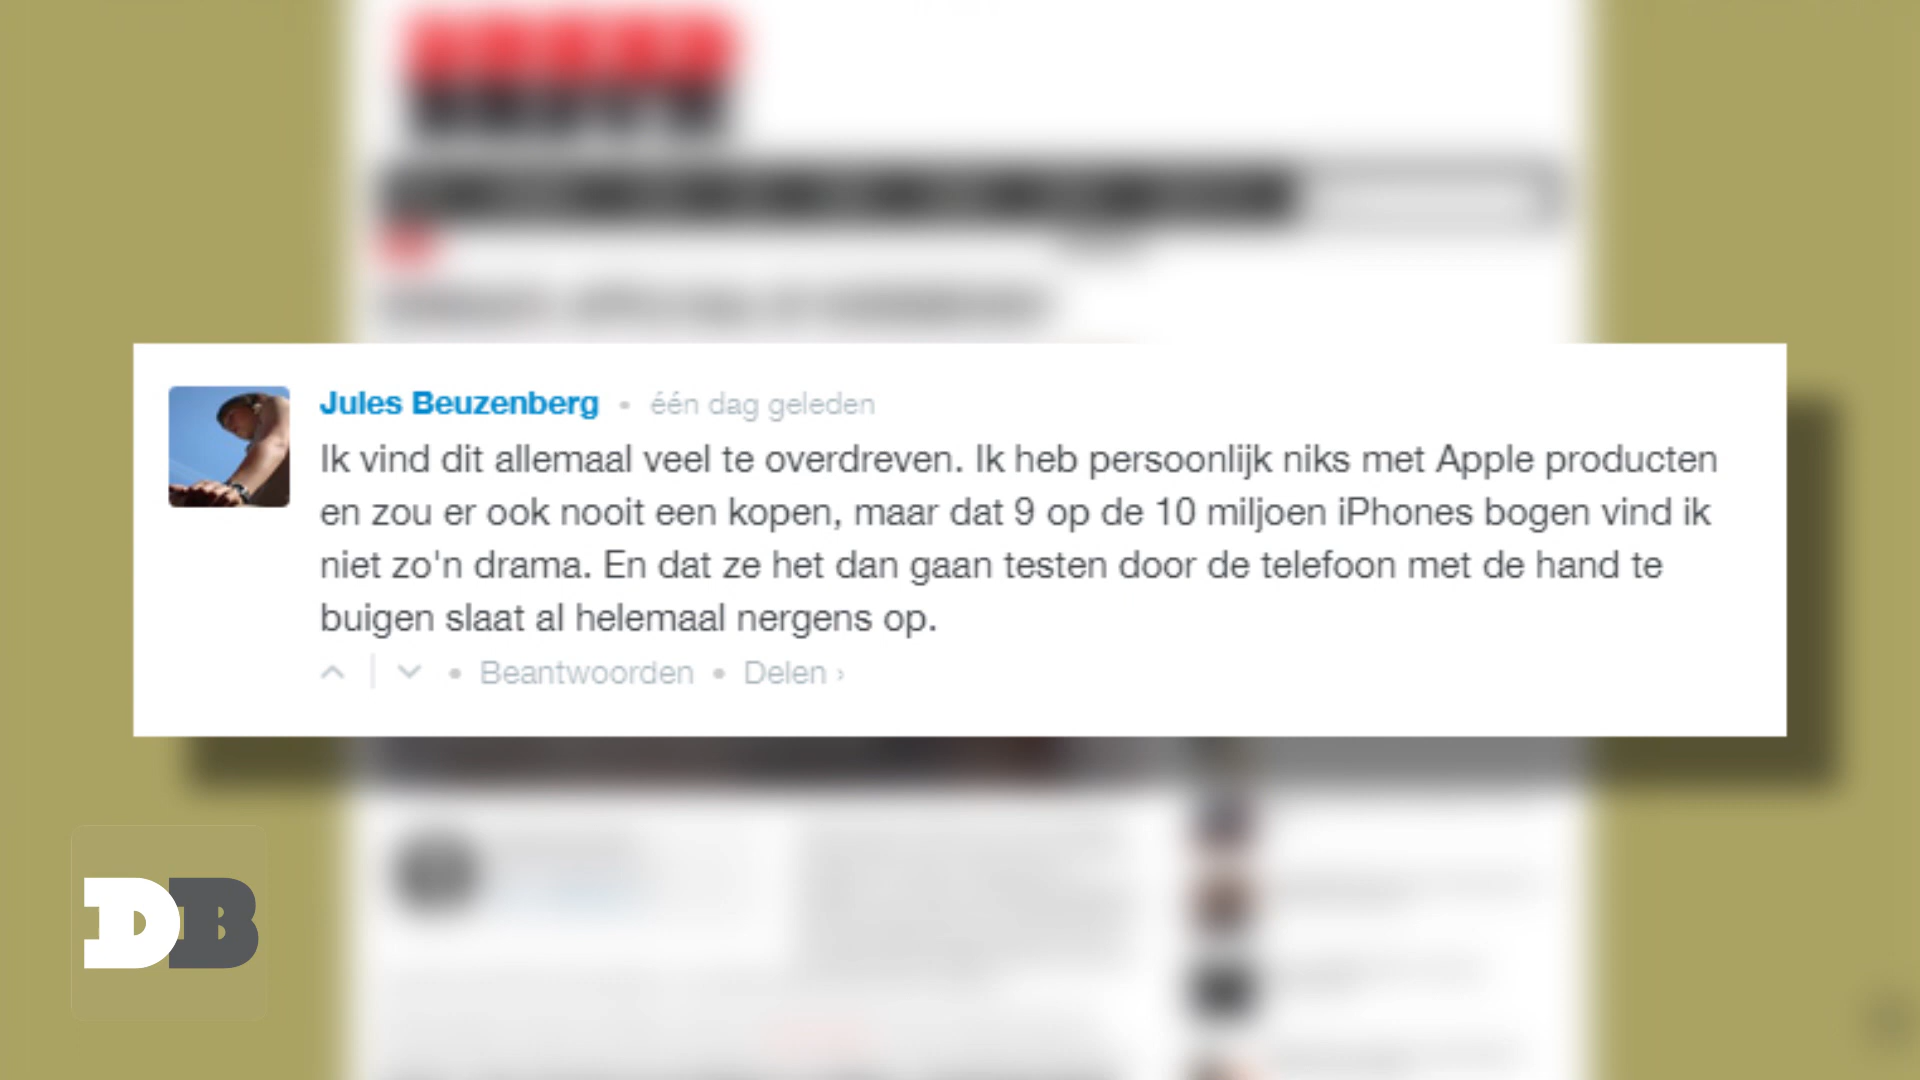 Jules Beuzenberg • één dag geleden
Ik vind dit allemaal veel te overdreven. Ik heb persoonlijk niks met Apple producten
en zou er ook nooit een kopen, maar dat 9 op de 10 miljoen iPhones bogen vind ik
niet zo'n drama. En dat ze het dan gaan testen door de telefoon met de hand te
buigen slaat al helemaal nergens op.
• Beantwoorden • Delen ›
DB